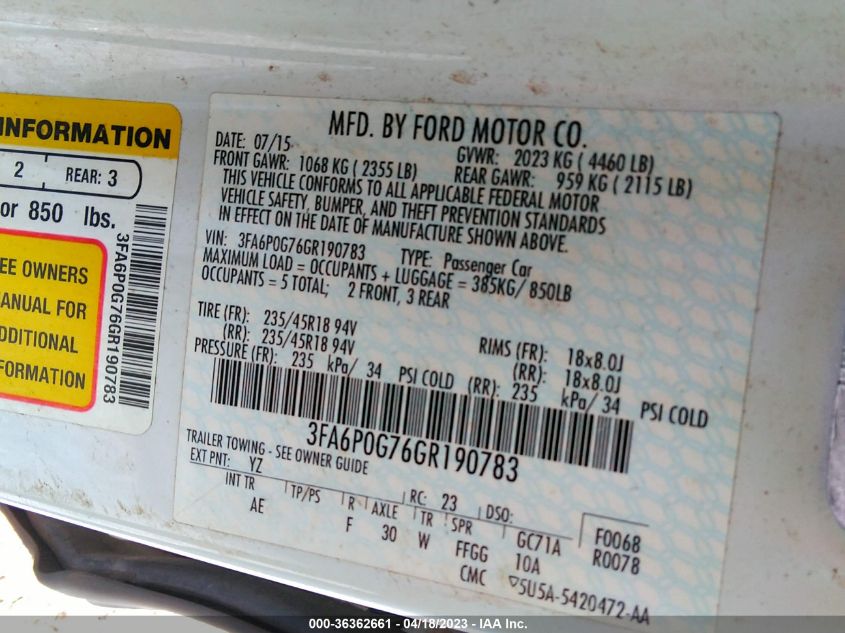 INFORMATION
2
REAR: 3
or 850 lbs.
EE OWNERS
MANUAL FOR
DDITIONAL
FORMATION
3FA6P0G76GR190783
MFD. BY FORD MOTOR CO.
DATE: 07/15
GVWR: 2023 KG ( 4460 LB)
FRONT GAWR: 1068 KG ( 2355 LB)
REAR GAWR: 959 KG ( 2115 LB)
THIS VEHICLE CONFORMS TO ALL APPLICABLE FEDERAL MOTOR
VEHICLE SAFETY, BUMPER, AND THEFT PREVENTION STANDARDS
IN EFFECT ON THE DATE OF MANUFACTURE SHOWN ABOVE.
VIN: 3FA6P0G76GR190783 TYPE: Passenger Car
MAXIMUM LOAD = OCCUPANTS + LUGGAGE = 385KG/ 850LB
OCCUPANTS = 5 TOTAL; 2 FRONT, 3 REAR
TIRE (FR): 235/45R18 94V RIMS (FR): 18x8.0J
(RR): 235/45R18 94V (RR): 18x8.0J
PRESSURE (FR): 235 kPa/ 34 PSI COLD (RR): 235 kPa/ 34 PSI COLD
3FA6P0G76GR190783
TRAILER TOWING - SEE OWNER GUIDE
EXT PNT: YZ RC: 23 DSO: F0068
INT TR TP/PS R AXLE TR SPR GC71A R0078
AE F 30 W FFGG 10A
CMC 5U5A-5420472-AA
000-36362661 - 04/18/2023 - IAA Inc.